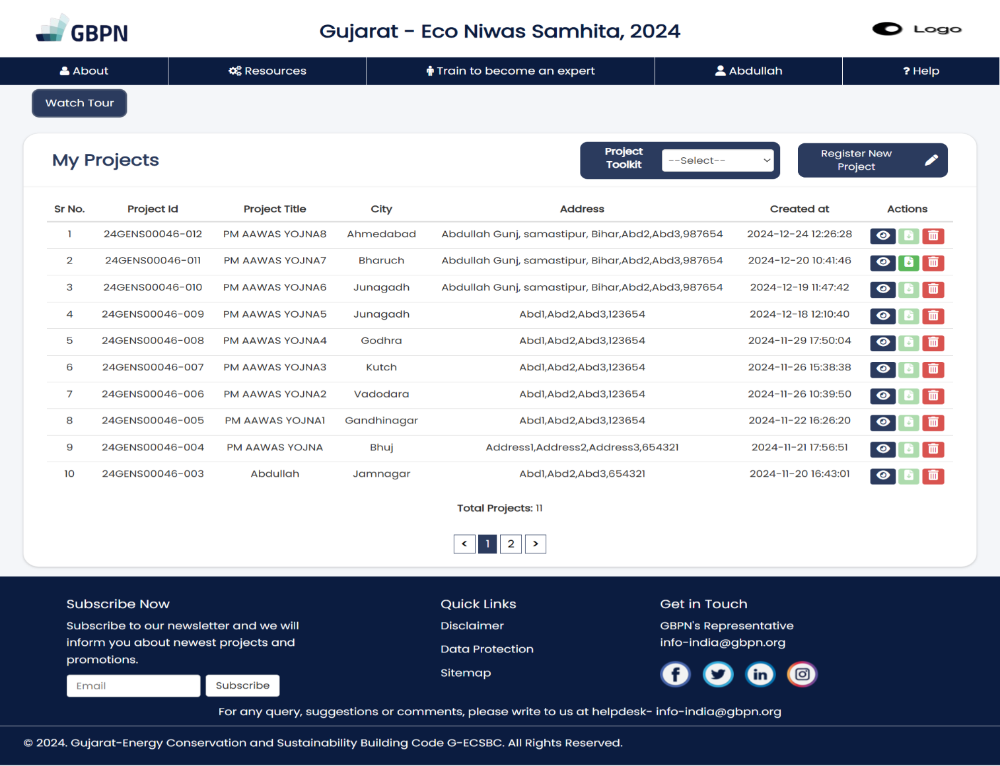 GBPN
Gujarat - Eco Niwas Samhita, 2024
Logo
About
Resources
Train to become an expert
Abdullah
? Help
Watch Tour
My Projects
Project
Toolkit
--Select--
Register New
Project
Sr No. Project Id Project Title City Address Created at Actions
1 24GENS00046-012 PM AAWAS YOJNA8 Ahmedabad Abdullah Gunj, samastipur, Bihar,Abd2,Abd3,987654 2024-12-24 12:26:28
2 24GENS00046-011 PM AAWAS YOJNA7 Bharuch Abdullah Gunj, samastipur, Bihar,Abd2,Abd3,987654 2024-12-20 10:41:46
3 24GENS00046-010 PM AAWAS YOJNA6 Junagadh Abdullah Gunj, samastipur, Bihar,Abd2,Abd3,987654 2024-12-19 11:47:42
4 24GENS00046-009 PM AAWAS YOJNA5 Junagadh Abd1,Abd2,Abd3,123654 2024-12-18 12:10:40
5 24GENS00046-008 PM AAWAS YOJNA4 Godhra Abd1,Abd2,Abd3,123654 2024-11-29 17:50:04
6 24GENS00046-007 PM AAWAS YOJNA3 Kutch Abd1,Abd2,Abd3,123654 2024-11-26 15:38:38
7 24GENS00046-006 PM AAWAS YOJNA2 Vadodara Abd1,Abd2,Abd3,123654 2024-11-26 10:39:50
8 24GENS00046-005 PM AAWAS YOJNA1 Gandhinagar Abd1,Abd2,Abd3,123654 2024-11-22 16:26:20
9 24GENS00046-004 PM AAWAS YOJNA Bhuj Address1,Address2,Address3,654321 2024-11-21 17:56:51
10 24GENS00046-003 Abdullah Jamnagar Abd1,Abd2,Abd3,654321 2024-11-20 16:43:01
Total Projects: 11
< 1 2 >
Subscribe Now
Subscribe to our newsletter and we will
inform you about newest projects and
promotions.
Email
Subscribe
Quick Links
Disclaimer
Data Protection
Sitemap
Get in Touch
GBPN's Representative
info-india@gbpn.org
For any query, suggestions or comments, please write to us at helpdesk- info-india@gbpn.org
© 2024. Gujarat-Energy Conservation and Sustainability Building Code G-ECSBC. All Rights Reserved.